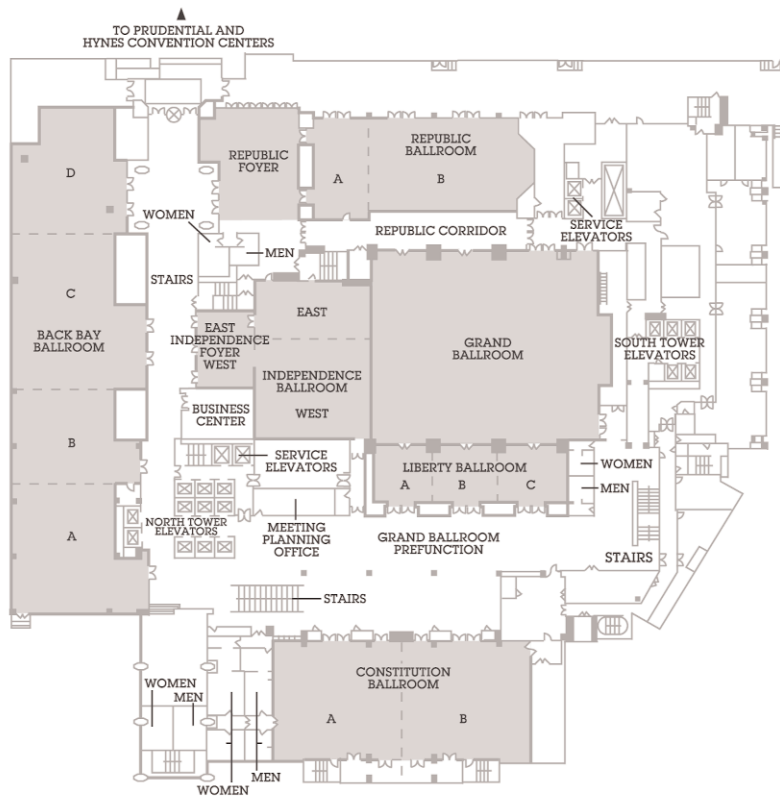 TO PRUDENTIAL AND
HYNES CONVENTION CENTERS
D
REPUBLIC
FOYER
REPUBLIC
BALLROOM
A
B
WOMEN
MEN
REPUBLIC CORRIDOR
SERVICE
ELEVATORS
STAIRS
C
BACK BAY
BALLROOM
EAST
INDEPENDENCE
FOYER
WEST
EAST
INDEPENDENCE
BALLROOM
WEST
GRAND
BALLROOM
SOUTH TOWER
ELEVATORS
BUSINESS
CENTER
B
SERVICE
ELEVATORS
LIBERTY BALLROOM
A
B
C
WOMEN
MEN
A
NORTH TOWER
ELEVATORS
MEETING
PLANNING
OFFICE
GRAND BALLROOM
PREFUNCTION
STAIRS
STAIRS
CONSTITUTION
BALLROOM
A
B
WOMEN
MEN
MEN
WOMEN